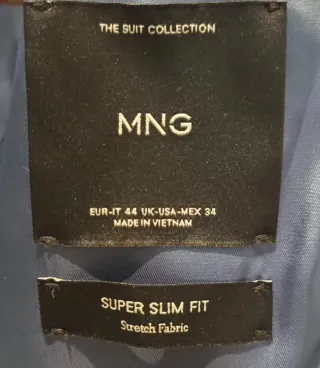 THE SUIT COLLECTION
MNG
EUR-IT 44 UK-USA-MEX 34
MADE IN VIETNAM
SUPER SLIM FIT
Stretch Fabric